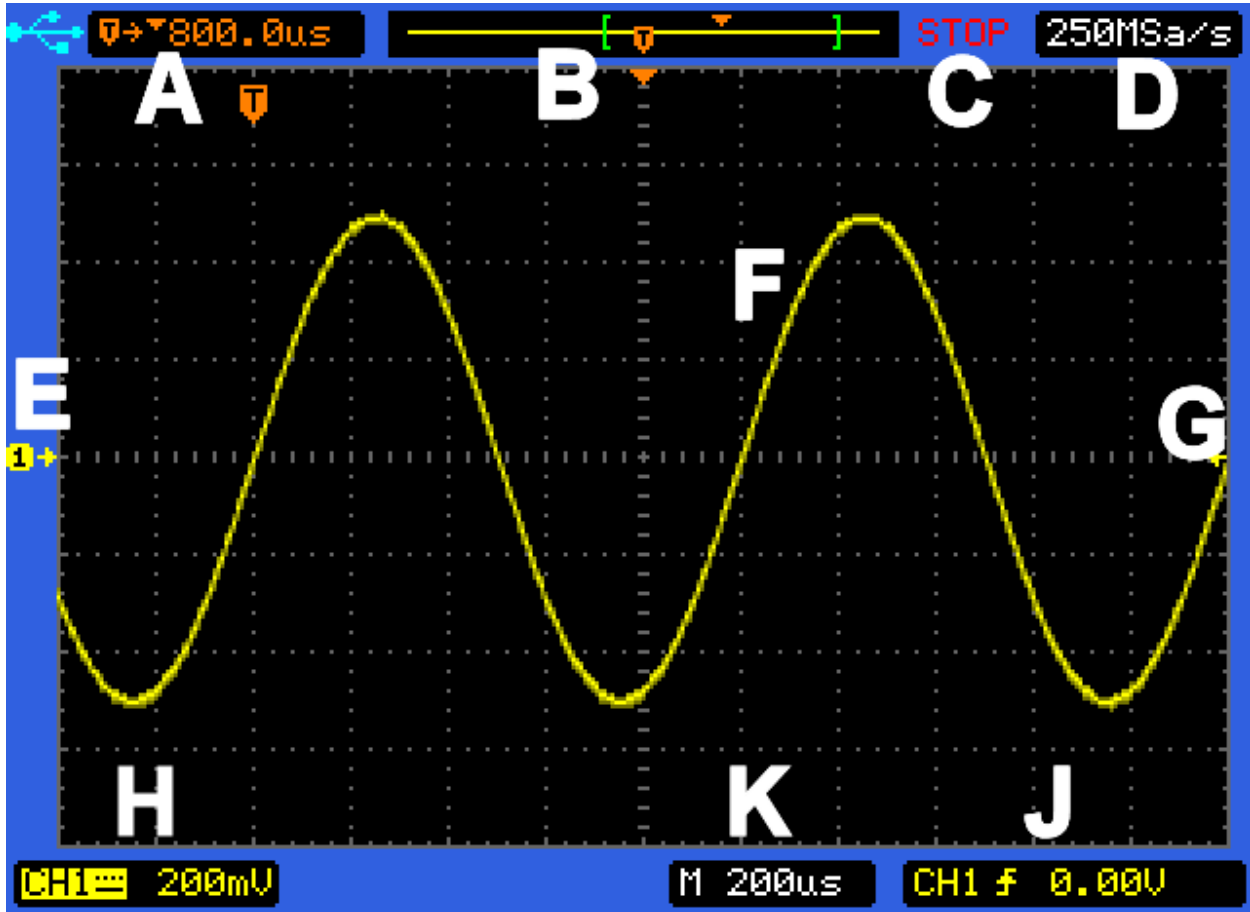 T→▼800.0us T STOP 250MSa/s
A B C D
T
F
E
G
1
H K J
CH1 200mV M 200us CH1 0.00V